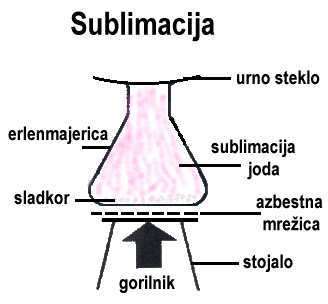 Sublimacija
urno steklo
erlenmajerica
sublimacija
joda
sladkor
azbestna
mrežica
stojalo
gorilnik